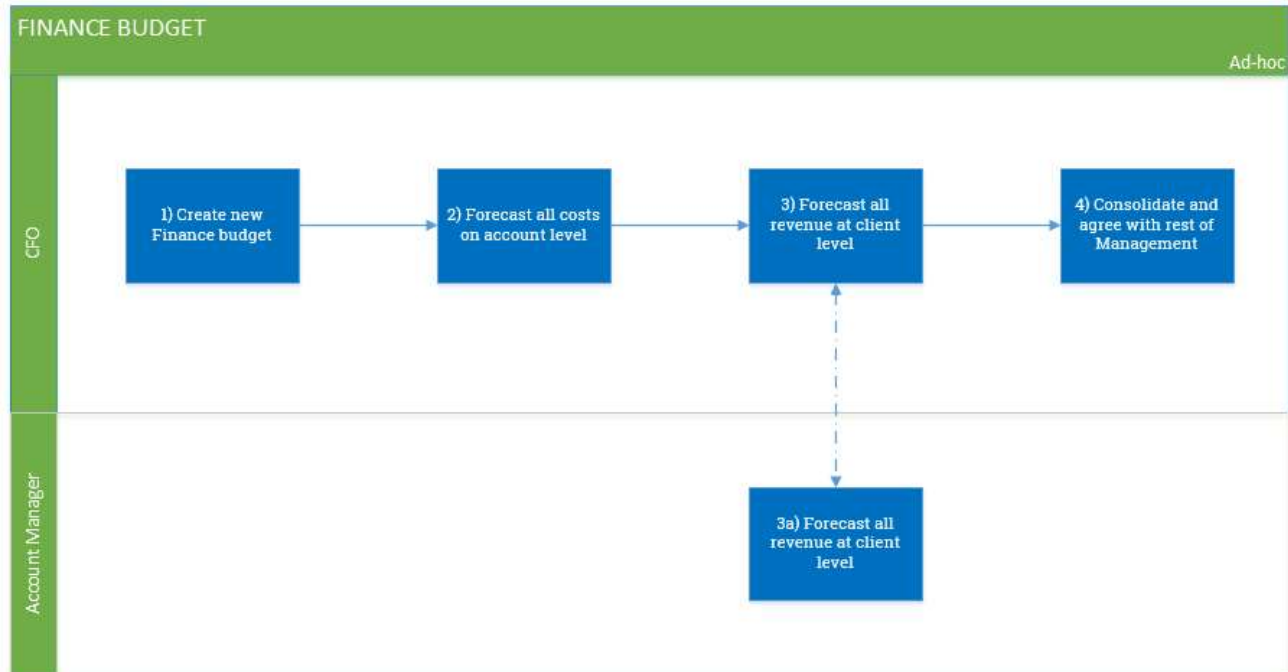 FINANCE BUDGET
Ad-hoc
CFO
1) Create new
Finance budget
2) Forecast all costs
on account level
3) Forecast all
revenue at client
level
4) Consolidate and
agree with rest of
Management
Account Manager
3a) Forecast all
revenue at client
level